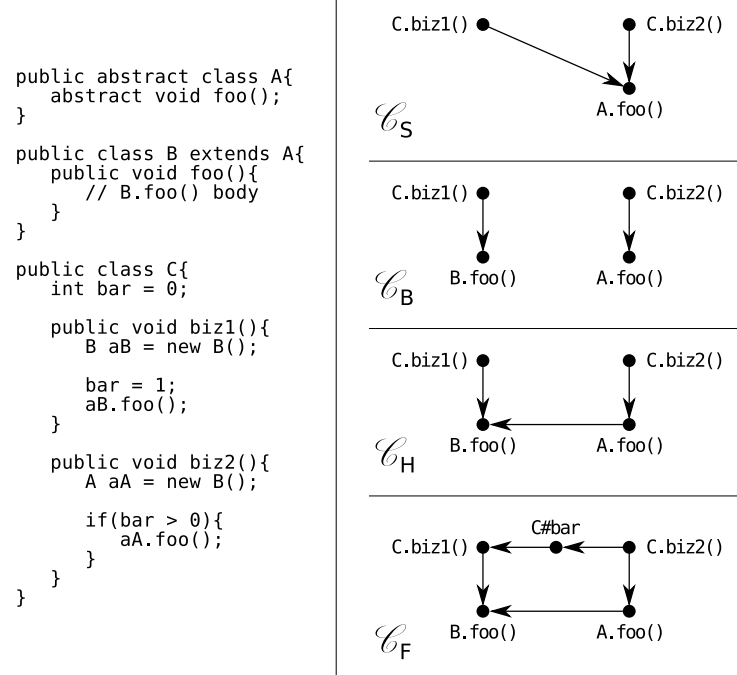 public abstract class A{
abstract void foo();
}
public class B extends A{
public void foo(){
// B.foo() body
}
}
public class C{
int bar = 0;
public void biz1(){
B aB = new B();
bar = 1;
aB.foo();
}
public void biz2(){
A aA = new B();
if(bar > 0){
aA.foo();
}
}
}
C.biz1() C.biz2()
A.foo()
𝒞S
C.biz1() C.biz2()
B.foo() A.foo()
𝒞B
C.biz1() C.biz2()
B.foo() A.foo()
𝒞H
C#bar
C.biz1() C.biz2()
B.foo() A.foo()
𝒞F